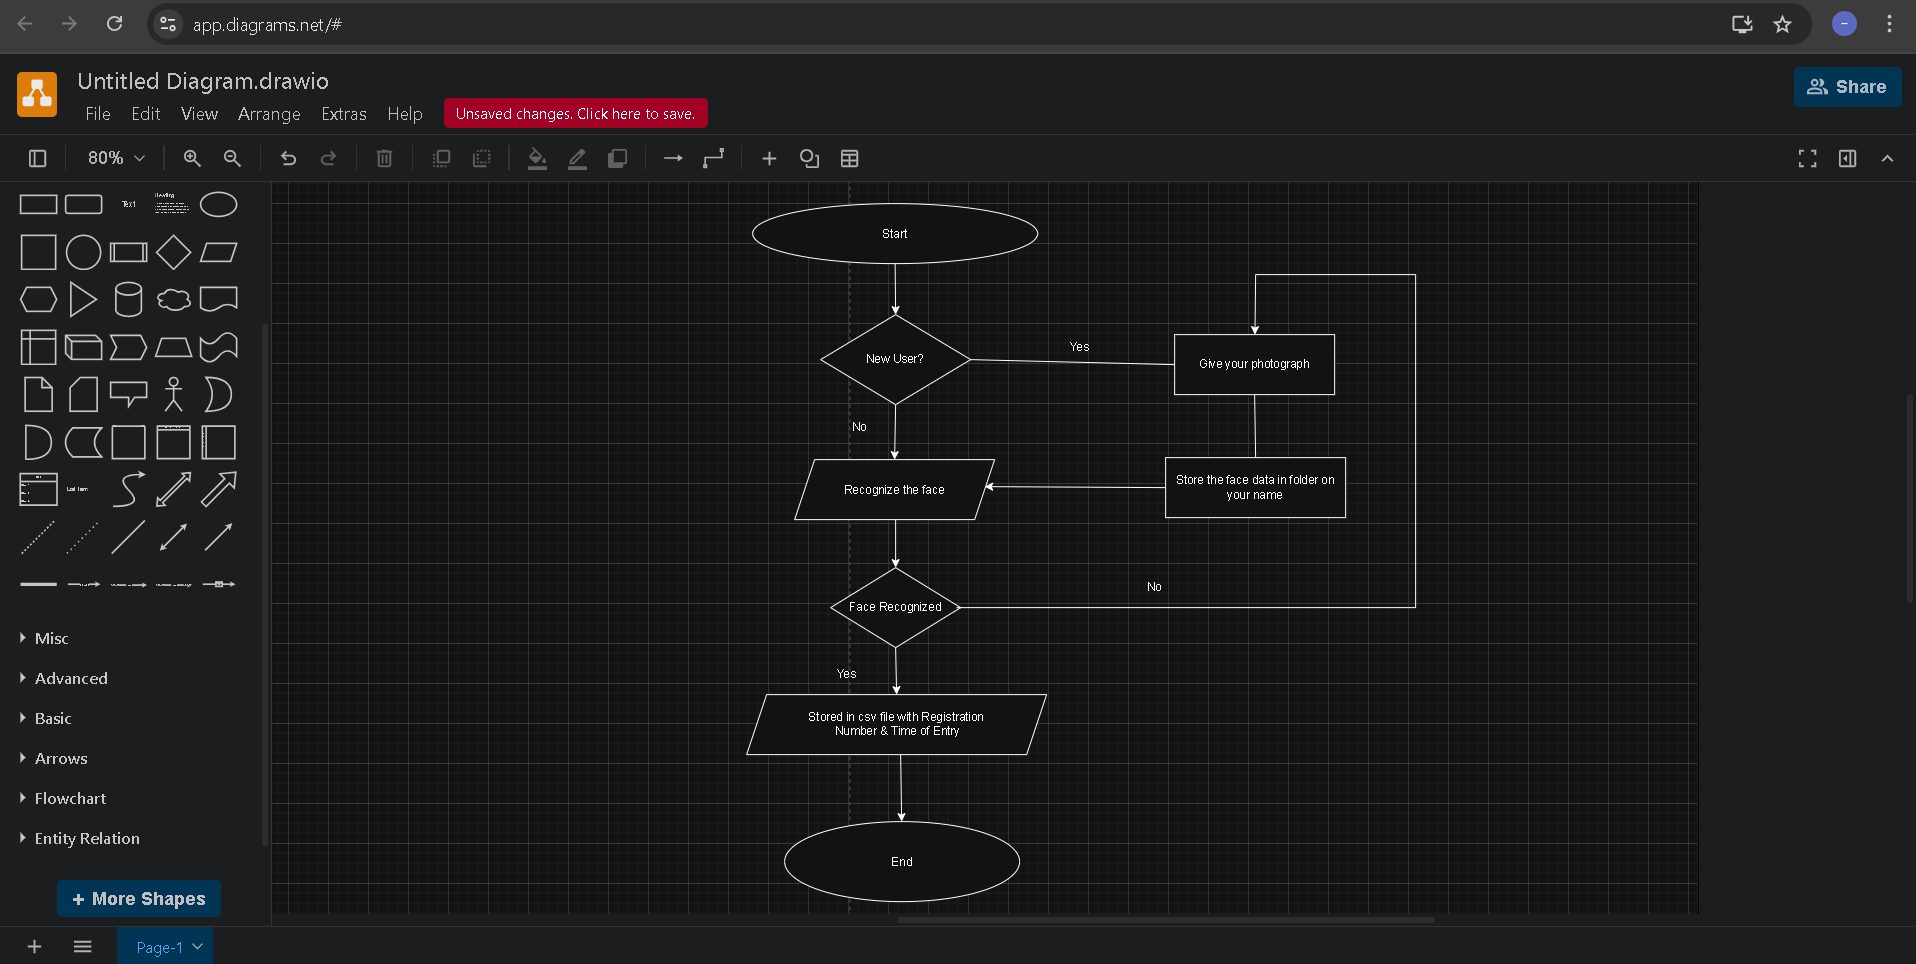 app.diagrams.net/#
Untitled Diagram.drawio
File Edit View Arrange Extras Help
Unsaved changes. Click here to save.
Share
80%
Text
Heading
List Item
Misc
Advanced
Basic
Arrows
Flowchart
Entity Relation
+ More Shapes
Page-1
Start
New User?
Yes
Give your photograph
No
Recognize the face
Store the face data in folder on
your name
Face Recognized
No
Yes
Stored in csv file with Registration
Number & Time of Entry
End